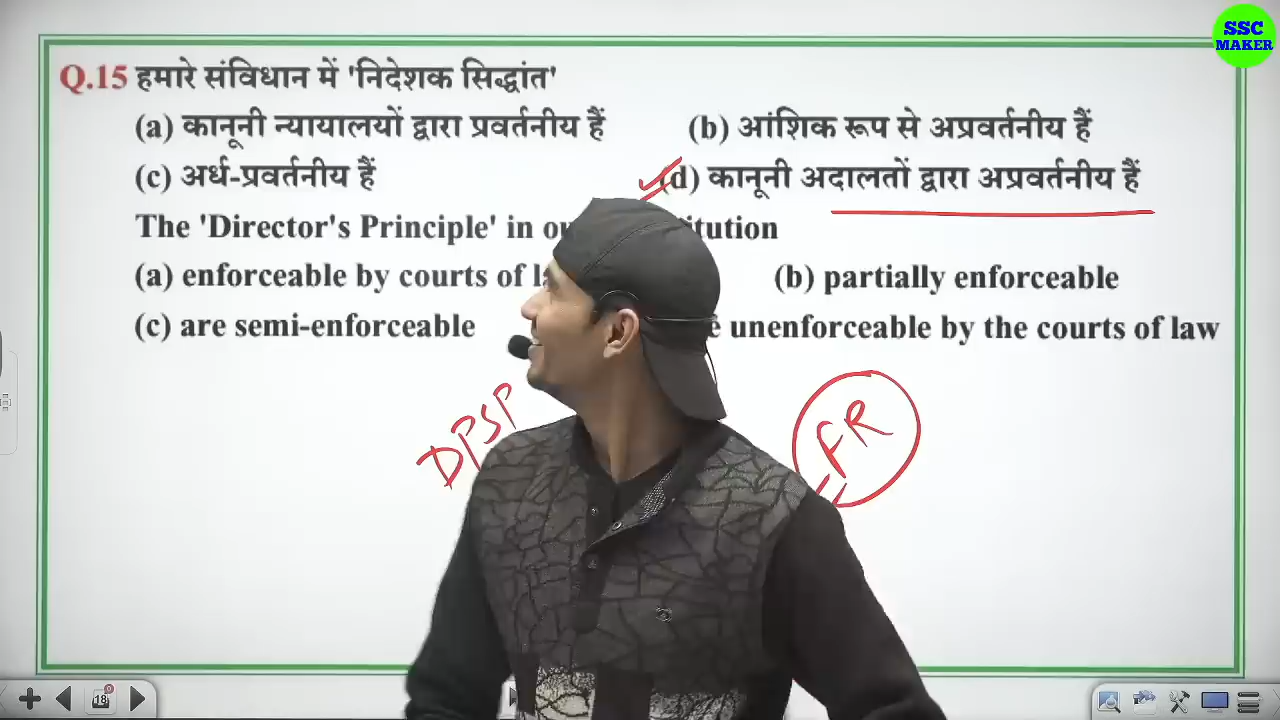 SSC
MAKER
Q.15 हमारे संविधान में 'निदेशक सिद्धांत'
(a) कानूनी न्यायालयों द्वारा प्रवर्तनीय हैं (b) आंशिक रूप से अप्रवर्तनीय हैं
(c) अर्ध-प्रवर्तनीय हैं (d) कानूनी अदालतों द्वारा अप्रवर्तनीय हैं
The 'Director's Principle' in
(a) enforceable by courts of (b) partially enforceable
(c) are semi-enforceable unenforceable by the courts of law
DPSP
FR
18